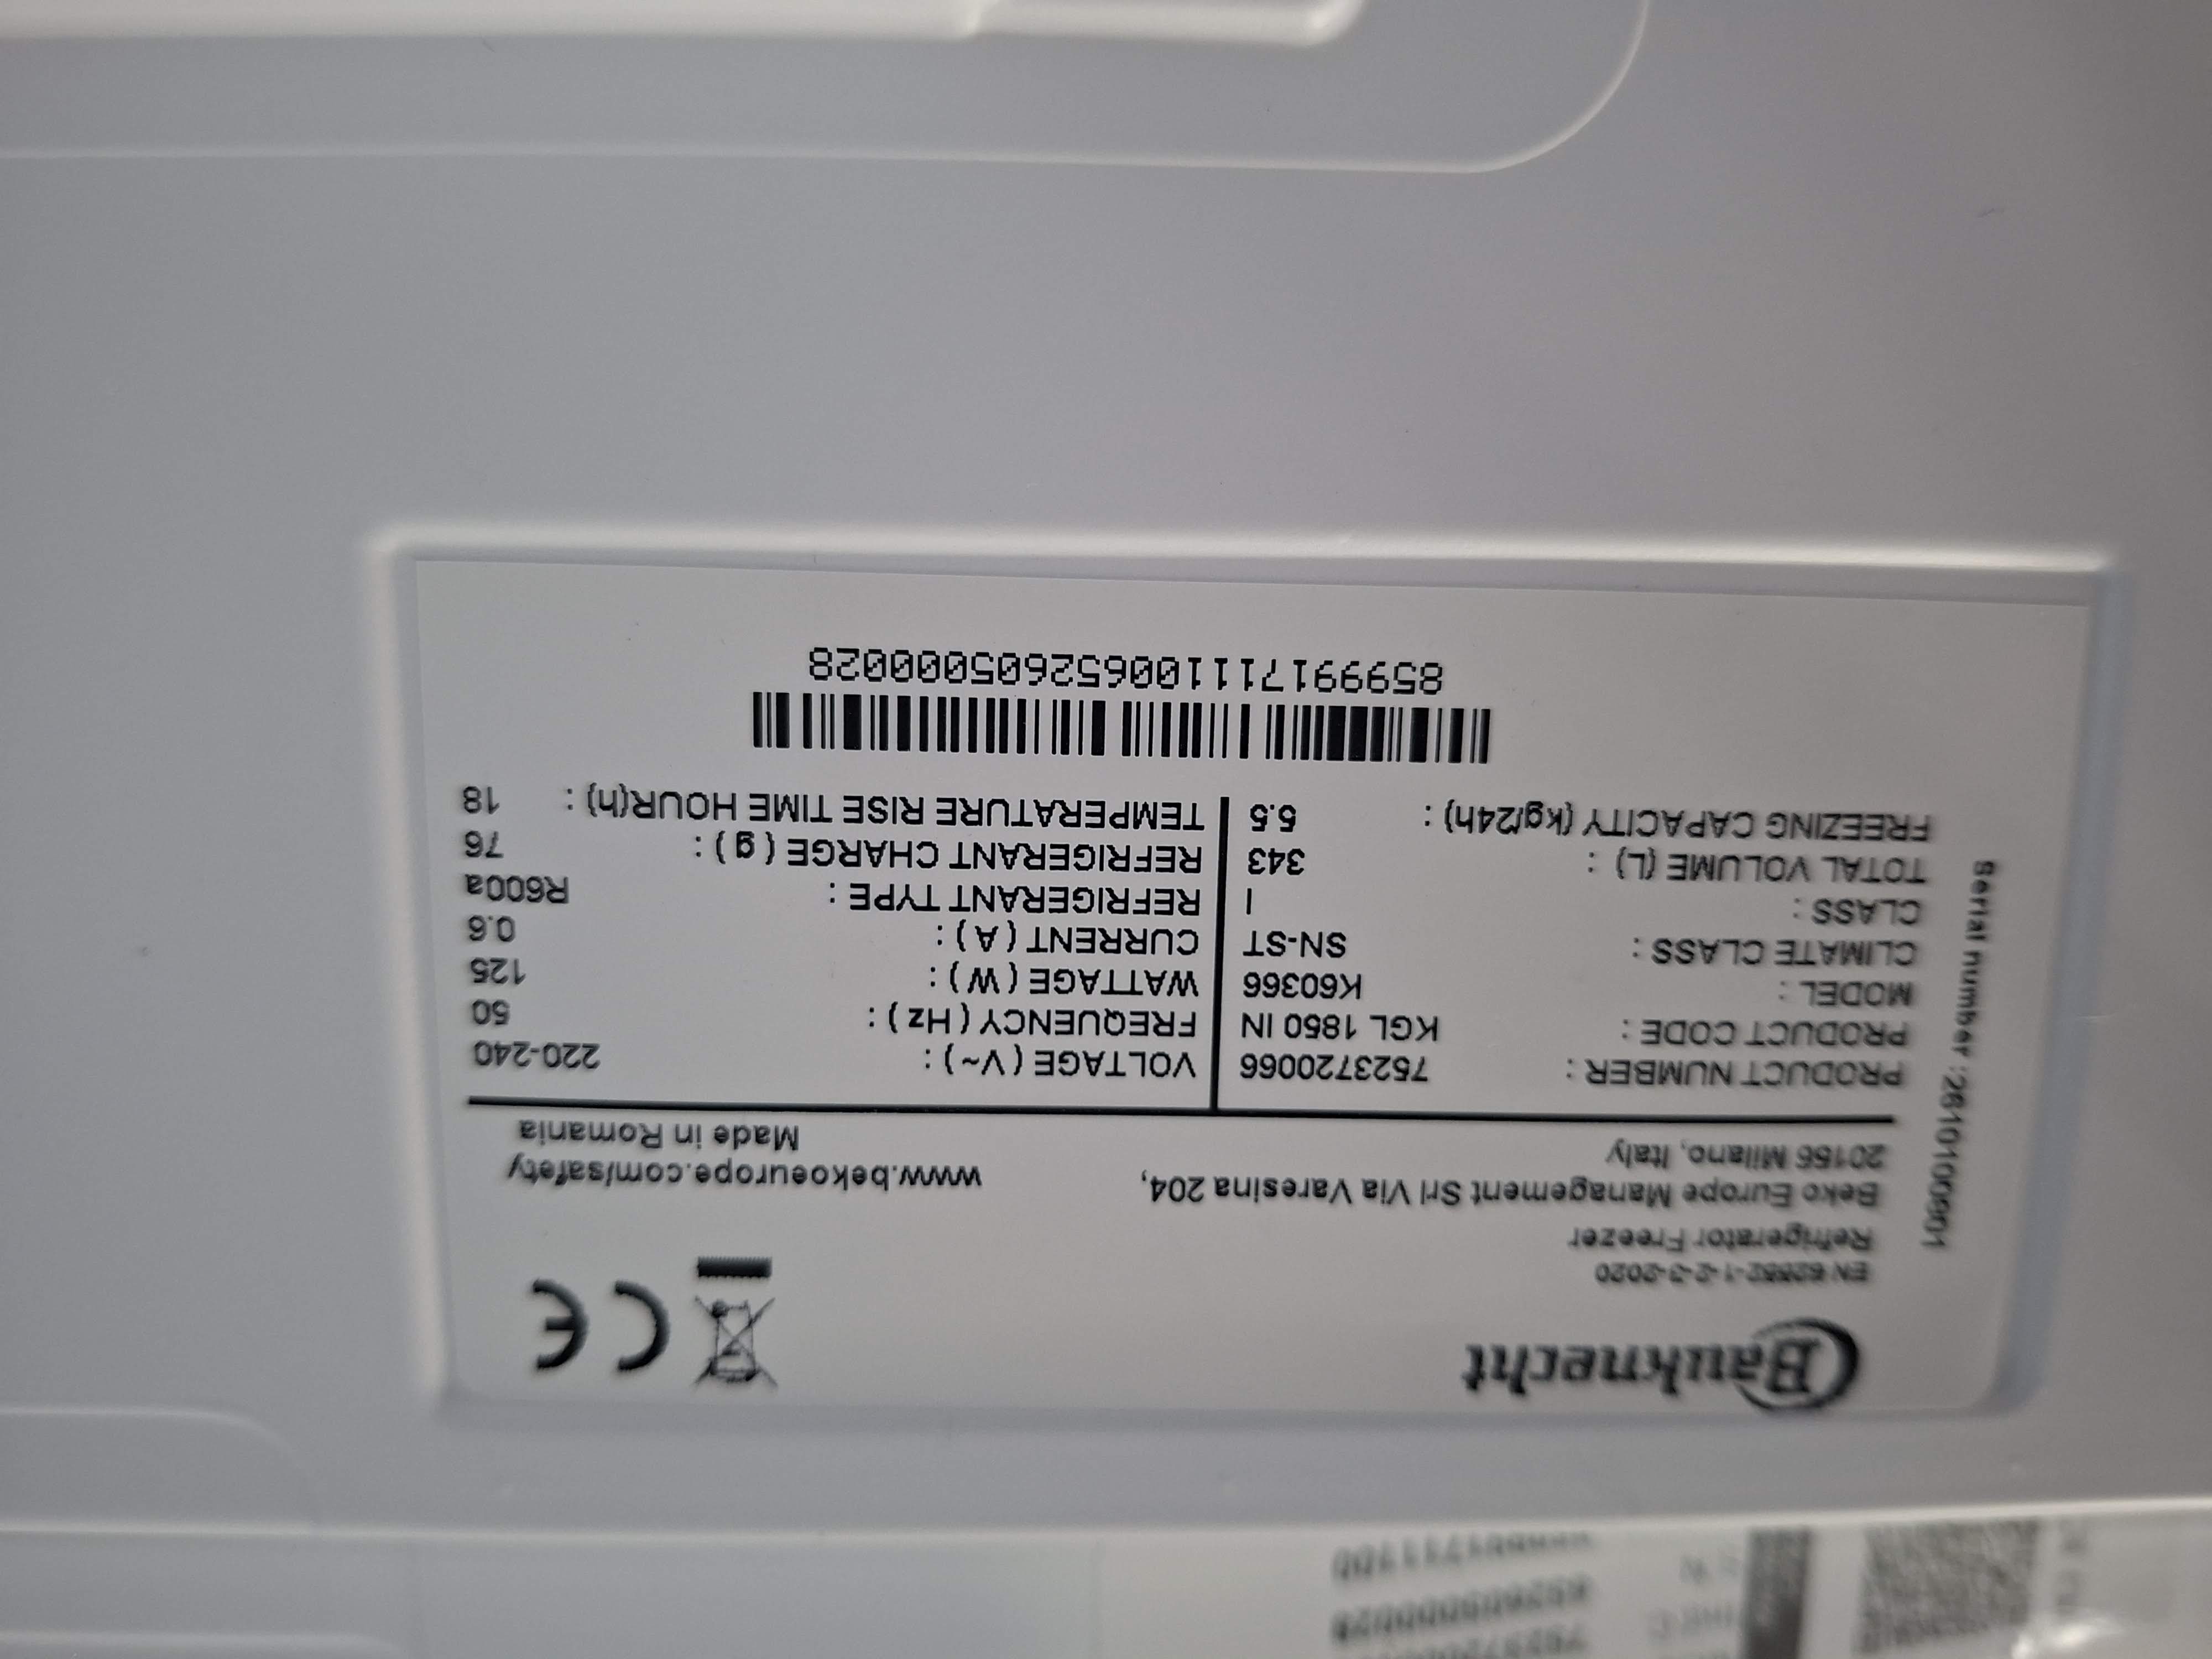 Bauknecht
CE
EN 62552-1-2-3-2020
Refrigerator Freezer
Beko Europe Management Srl Via Varesina 204,
20156 Milano, Italy
www.bekoeurope.com/safety
Made in Romania
PRODUCT NUMBER : 7523720066
PRODUCT CODE : KGL 1850 IN
MODEL : K60366
CLIMATE CLASS : SN-ST
CLASS : I
TOTAL VOLUME (L) : 343
FREEZING CAPACITY (kg/24h) : 5.5
VOLTAGE ( V~ ) : 220-240
FREQUENCY ( Hz ) : 50
WATTAGE ( W ) : 125
CURRENT ( A ) : 0.6
REFRIGERANT TYPE : R600a
REFRIGERANT CHARGE ( g ) : 76
TEMPERATURE RISE TIME HOUR(h) : 18
8599917111006526050000028
Serial number :